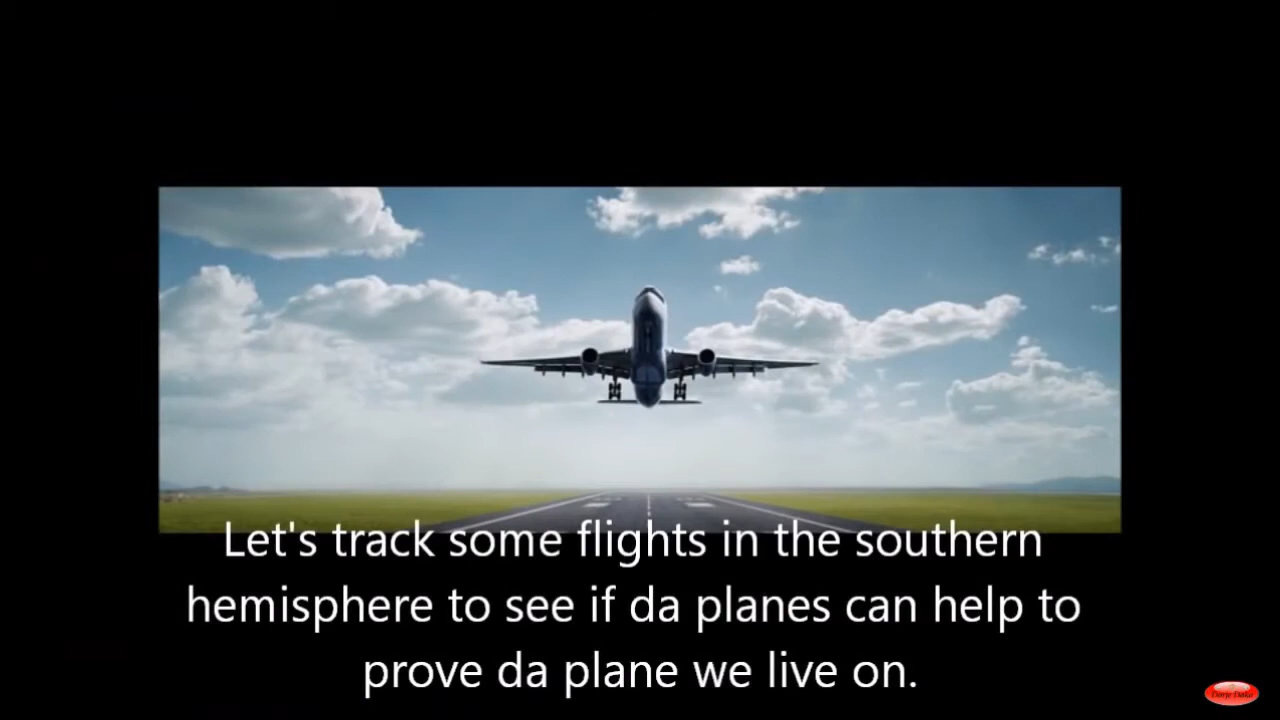 Let's track some flights in the southern
hemisphere to see if da planes can help to
prove da plane we live on.